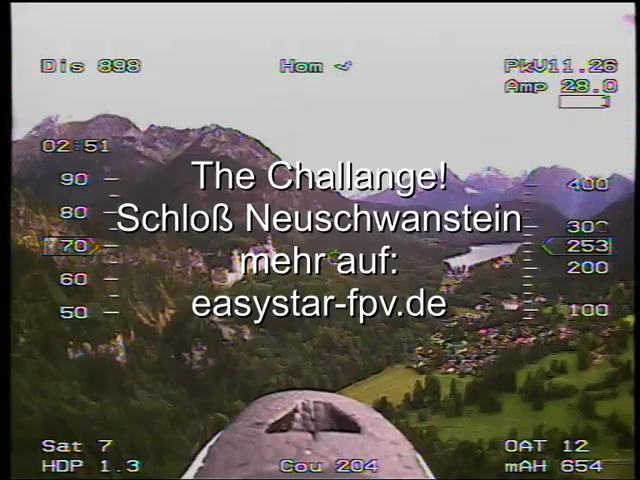 Dis 898 Hom PkV11.26
Amp 28.0
02:51
90 400
80 300
70 253
60 200
50 100
The Challange!
Schloß Neuschwanstein
mehr auf:
easystar-fpv.de
Sat 7 OAT 12
HDP 1.3 Cou 204 mAH 654